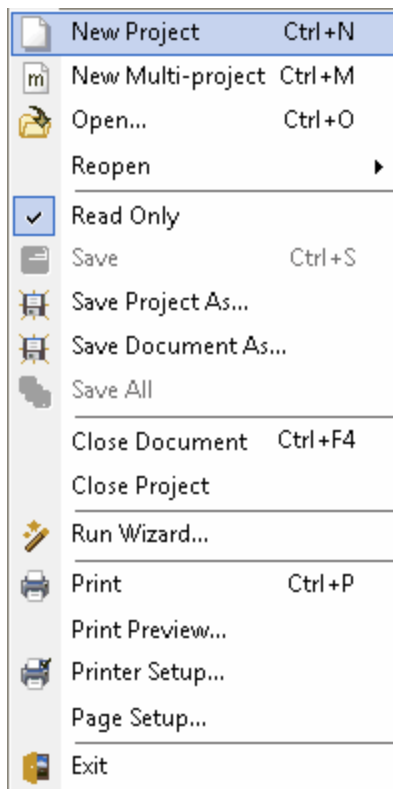 New Project Ctrl+N
m New Multi-project Ctrl+M
Open... Ctrl+O
Reopen
Read Only
Save Ctrl+S
Save Project As...
Save Document As...
Save All
Close Document Ctrl+F4
Close Project
Run Wizard...
Print Ctrl+P
Print Preview...
Printer Setup...
Page Setup...
Exit